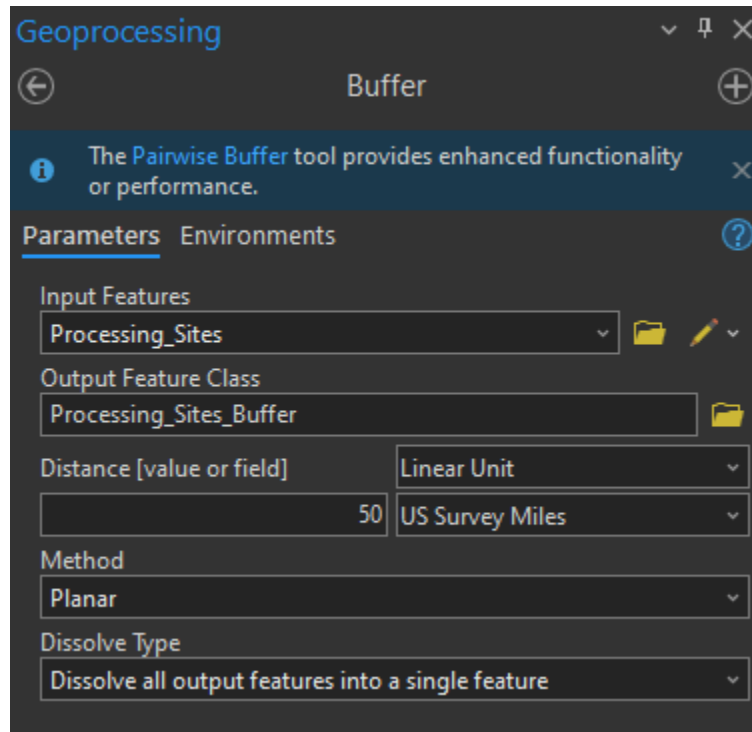 Geoprocessing
Buffer
The Pairwise Buffer tool provides enhanced functionality
or performance.
Parameters Environments
Input Features
Processing_Sites
Output Feature Class
Processing_Sites_Buffer
Distance [value or field] Linear Unit
50 US Survey Miles
Method
Planar
Dissolve Type
Dissolve all output features into a single feature